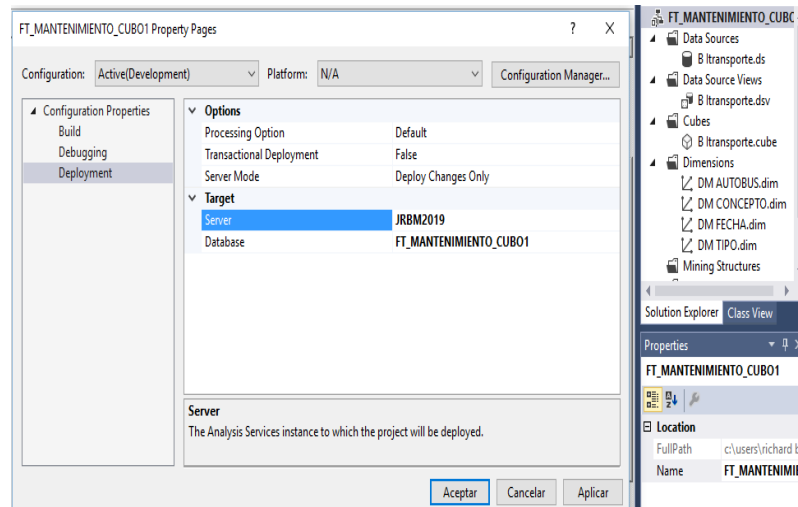 FT_MANTENIMIENTO_CUBO1 Property Pages ? X
Configuration: Active(Development) Platform: N/A Configuration Manager...
Configuration Properties
Build
Debugging
Deployment
Options
Processing Option Default
Transactional Deployment False
Server Mode Deploy Changes Only
Target
Server JRBM2019
Database FT_MANTENIMIENTO_CUBO1
Server
The Analysis Services instance to which the project will be deployed.
Aceptar Cancelar Aplicar
FT_MANTENIMIENTO_CUBO
Data Sources
B Itransporte.ds
Data Source Views
B Itransporte.dsv
Cubes
B Itransporte.cube
Dimensions
DM AUTOBUS.dim
DM CONCEPTO.dim
DM FECHA.dim
DM TIPO.dim
Mining Structures
Solution Explorer Class View
Properties
FT_MANTENIMIENTO_CUBO1
Location
FullPath c:\users\richard b
Name FT_MANTENIMIE